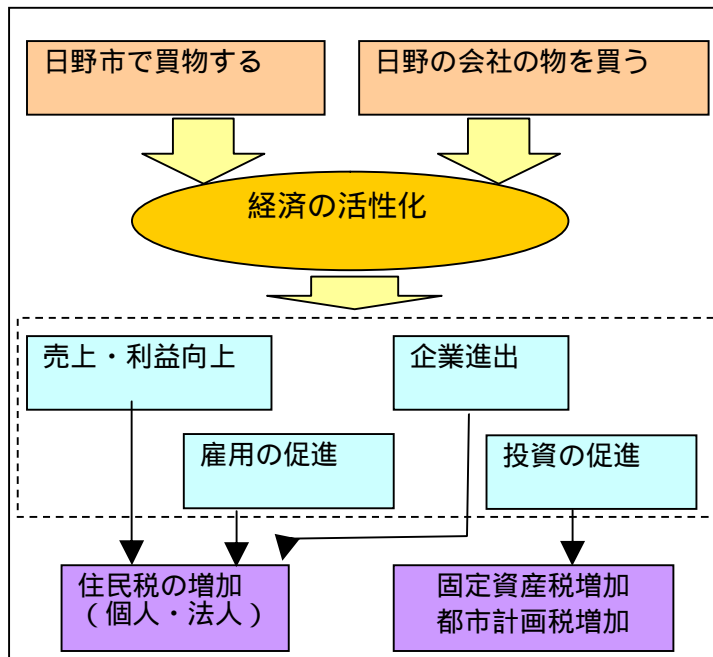 日野市で買物する
日野の会社の物を買う
経済の活性化
売上・利益向上
企業進出
雇用の促進
投資の促進
住民税の増加
（個人・法人）
固定資産税増加
都市計画税増加